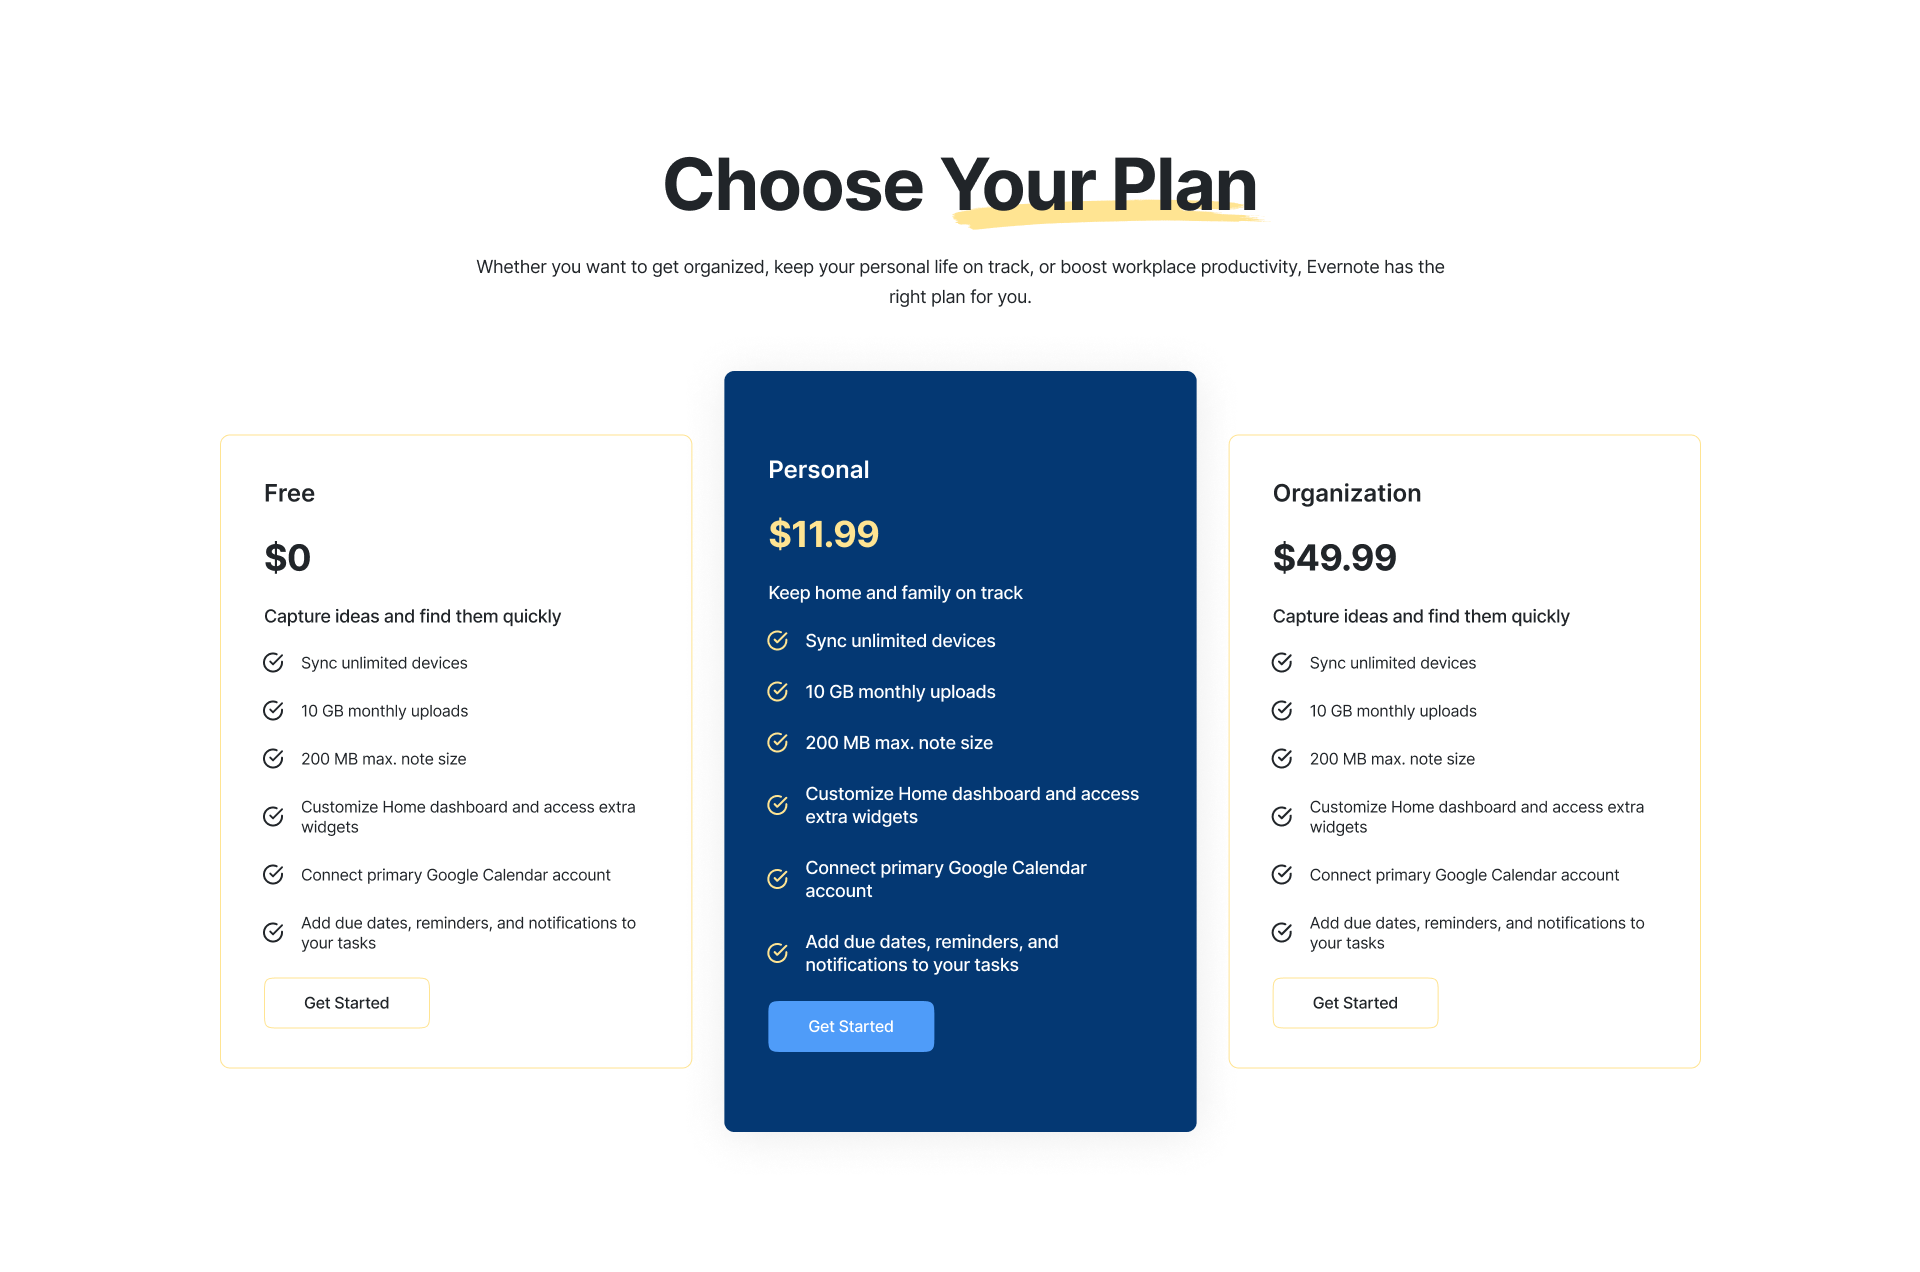 Choose Your Plan
Whether you want to get organized, keep your personal life on track, or boost workplace productivity, Evernote has the
right plan for you.
Free
$0
Capture ideas and find them quickly
Sync unlimited devices
10 GB monthly uploads
200 MB max. note size
Customize Home dashboard and access extra
widgets
Connect primary Google Calendar account
Add due dates, reminders, and notifications to
your tasks
Get Started
Personal
$11.99
Keep home and family on track
Sync unlimited devices
10 GB monthly uploads
200 MB max. note size
Customize Home dashboard and access
extra widgets
Connect primary Google Calendar
account
Add due dates, reminders, and
notifications to your tasks
Get Started
Organization
$49.99
Capture ideas and find them quickly
Sync unlimited devices
10 GB monthly uploads
200 MB max. note size
Customize Home dashboard and access extra
widgets
Connect primary Google Calendar account
Add due dates, reminders, and notifications to
your tasks
Get Started